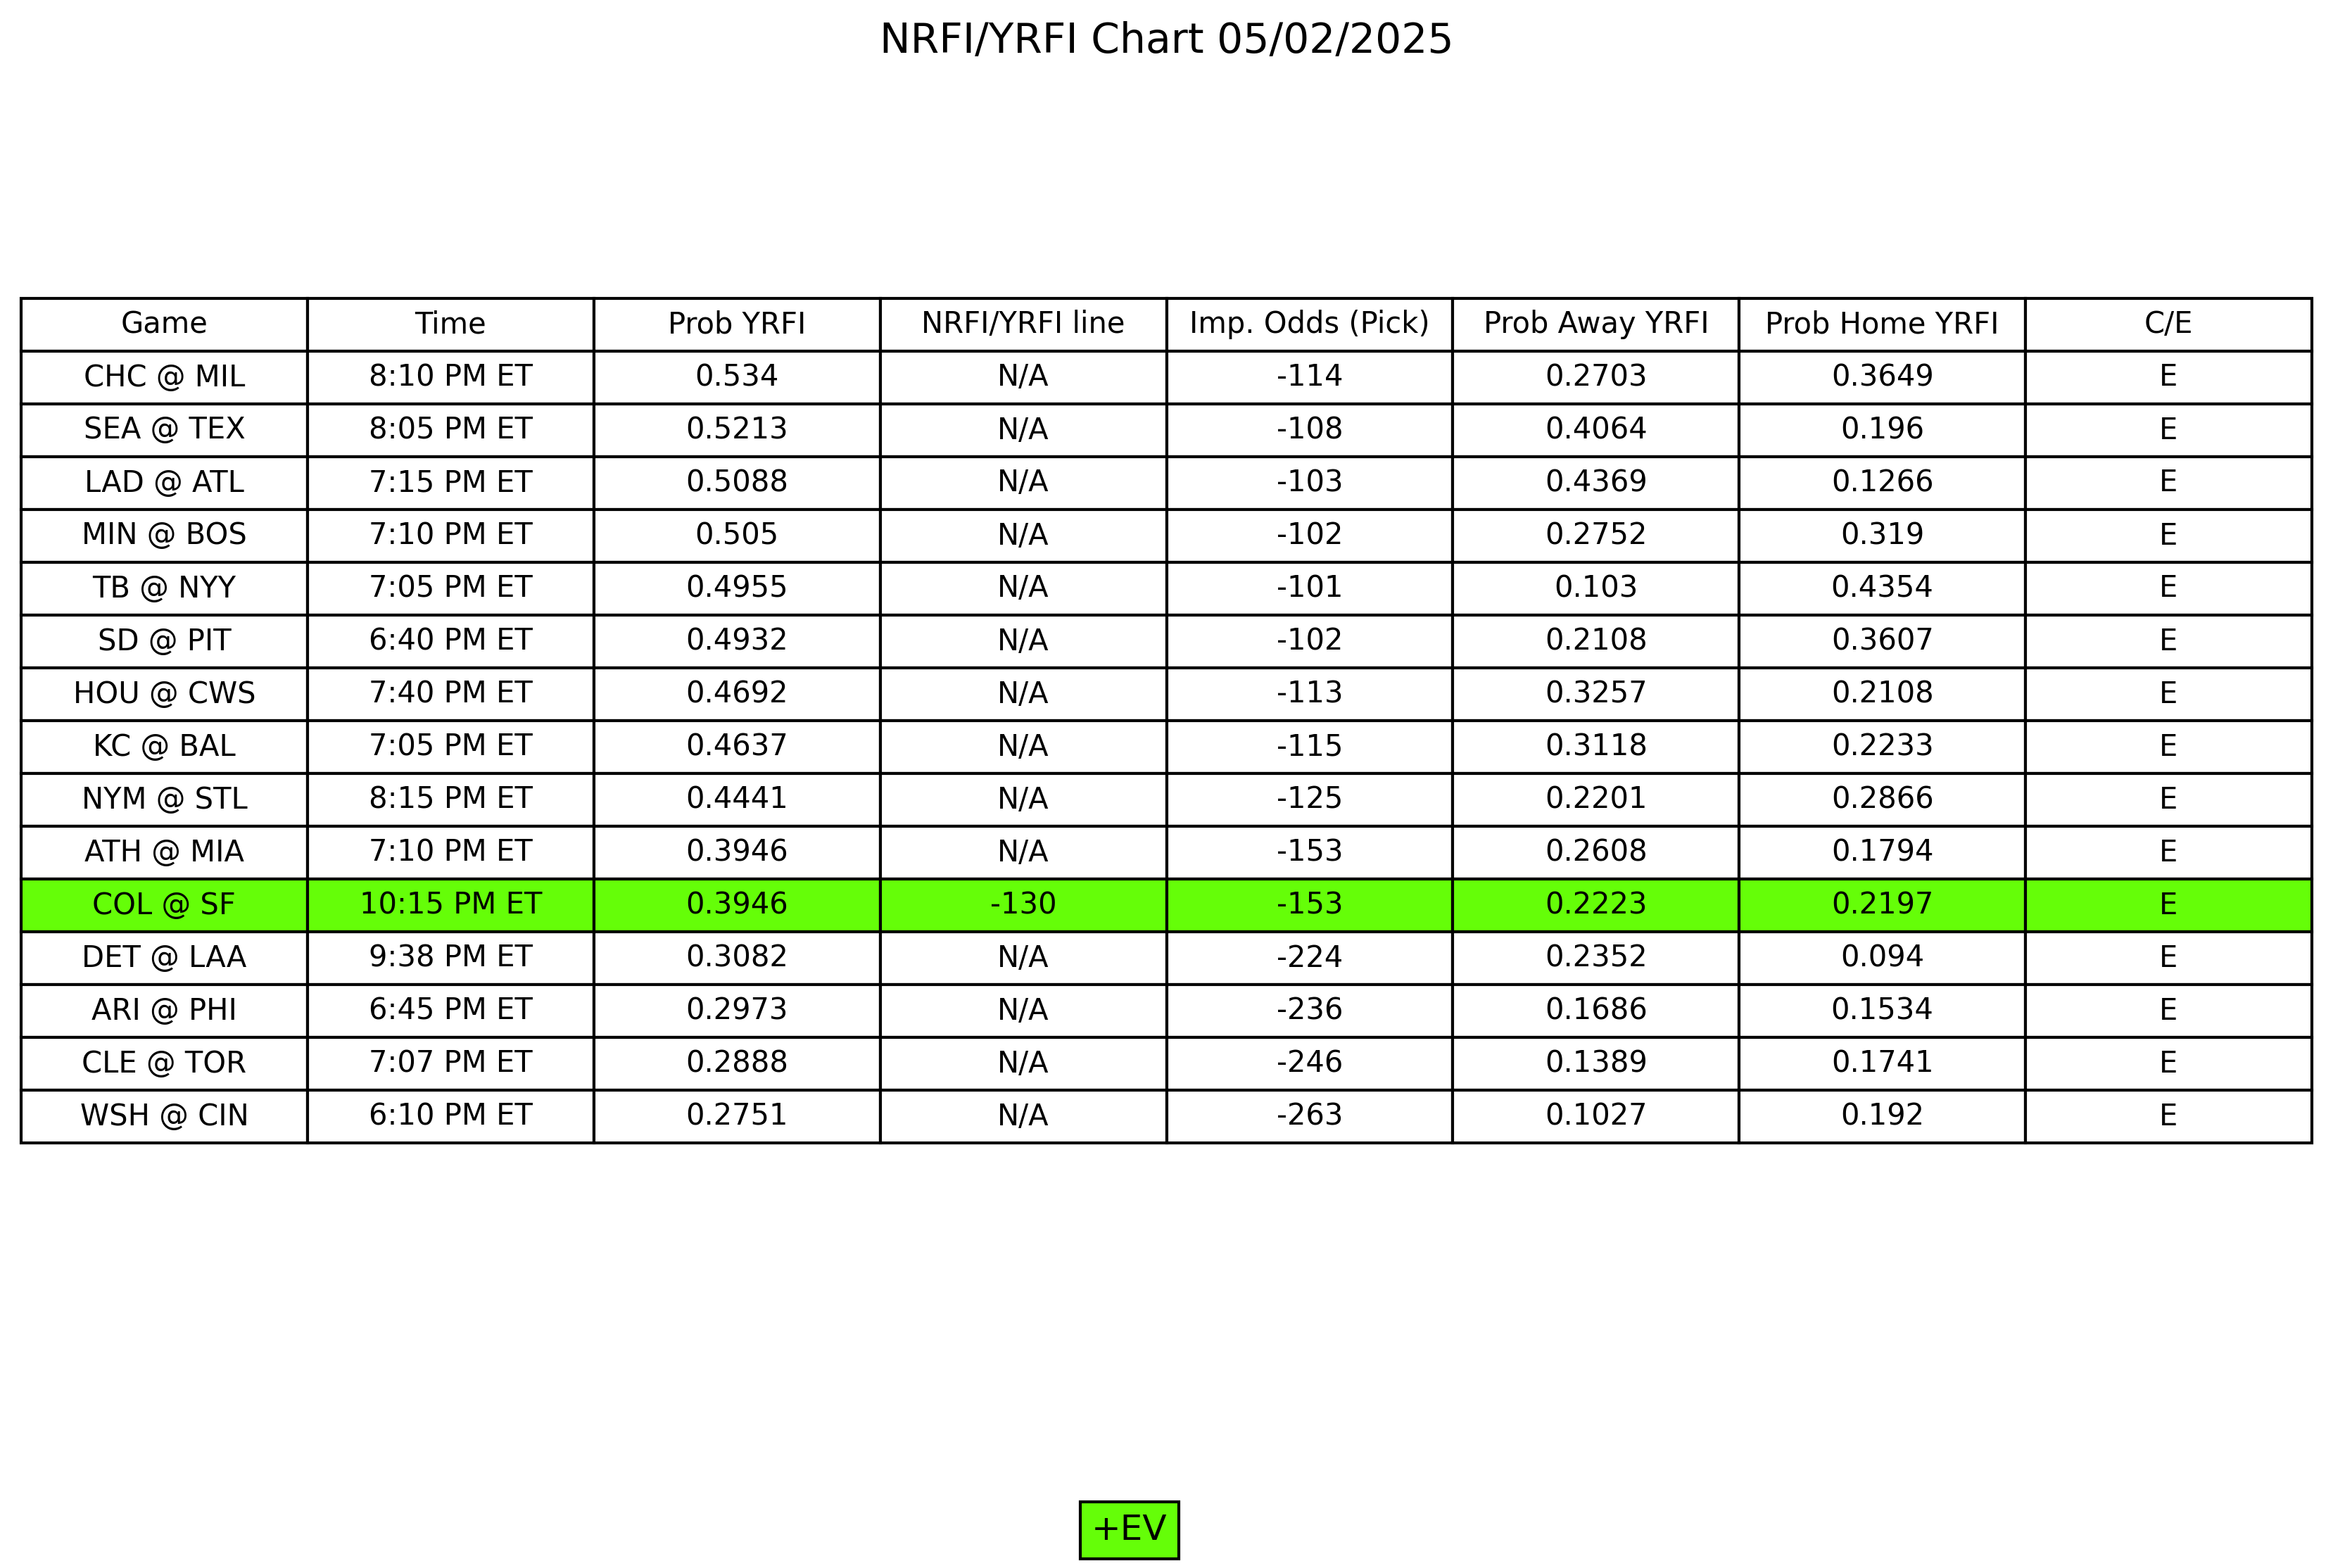 NRFI/YRFI Chart 05/02/2025
Game Time Prob YRFI NRFI/YRFI line Imp. Odds (Pick) Prob Away YRFI Prob Home YRFI C/E
CHC @ MIL 8:10 PM ET 0.534 N/A -114 0.2703 0.3649 E
SEA @ TEX 8:05 PM ET 0.5213 N/A -108 0.4064 0.196 E
LAD @ ATL 7:15 PM ET 0.5088 N/A -103 0.4369 0.1266 E
MIN @ BOS 7:10 PM ET 0.505 N/A -102 0.2752 0.319 E
TB @ NYY 7:05 PM ET 0.4955 N/A -101 0.103 0.4354 E
SD @ PIT 6:40 PM ET 0.4932 N/A -102 0.2108 0.3607 E
HOU @ CWS 7:40 PM ET 0.4692 N/A -113 0.3257 0.2108 E
KC @ BAL 7:05 PM ET 0.4637 N/A -115 0.3118 0.2233 E
NYM @ STL 8:15 PM ET 0.4441 N/A -125 0.2201 0.2866 E
ATH @ MIA 7:10 PM ET 0.3946 N/A -153 0.2608 0.1794 E
COL @ SF 10:15 PM ET 0.3946 -130 -153 0.2223 0.2197 E
DET @ LAA 9:38 PM ET 0.3082 N/A -224 0.2352 0.094 E
ARI @ PHI 6:45 PM ET 0.2973 N/A -236 0.1686 0.1534 E
CLE @ TOR 7:07 PM ET 0.2888 N/A -246 0.1389 0.1741 E
WSH @ CIN 6:10 PM ET 0.2751 N/A -263 0.1027 0.192 E
+EV